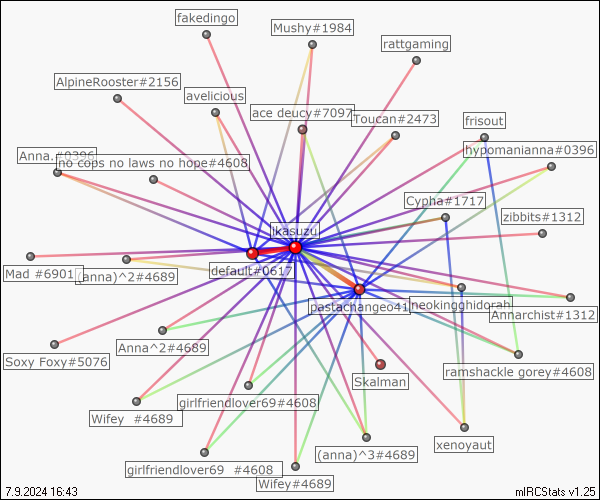 fakedingo
Mushy#1984
rattgaming
AlpineRooster#2156
avelicious
ace deucy#7097
Toucan#2473
frisout
Anna.#0396
no cops no laws no hope#4608
hypomanianna#0396
Cypha#1717
zibbits#1312
ikasuzu
default#0617
Mad #6901
(anna)^2#4689
pastachangeo41
neokingghidorah
Annarchist#1312
Anna^2#4689
Soxy Foxy#5076
Skalman
ramshackle gorey#4608
girlfriendlover69#4608
Wifey  #4689
xenoyaut
(anna)^3#4689
girlfriendlover69  #4608
Wifey#4689
7.9.2024 16:43
mIRCStats v1.25